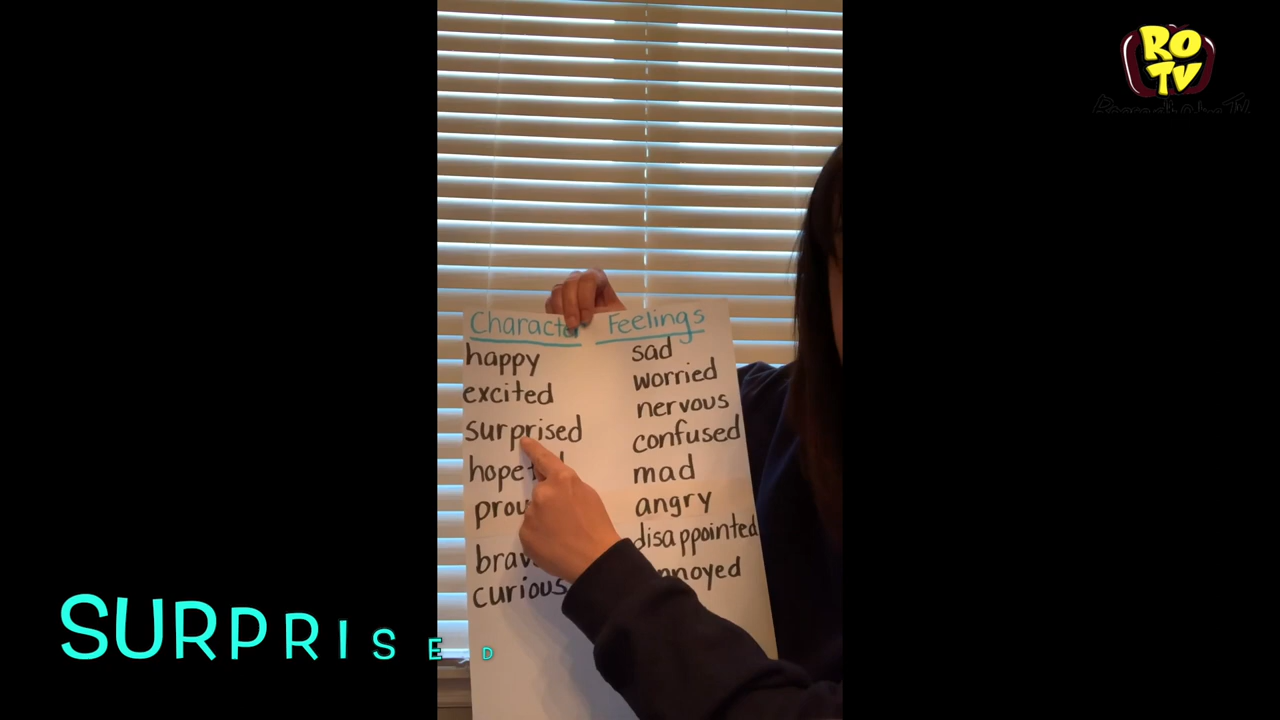 RO
TV
Character Feelings
happy
excited
surprised
curious
sad
worried
nervous
confused
mad
angry
disappointed
SURPRISED